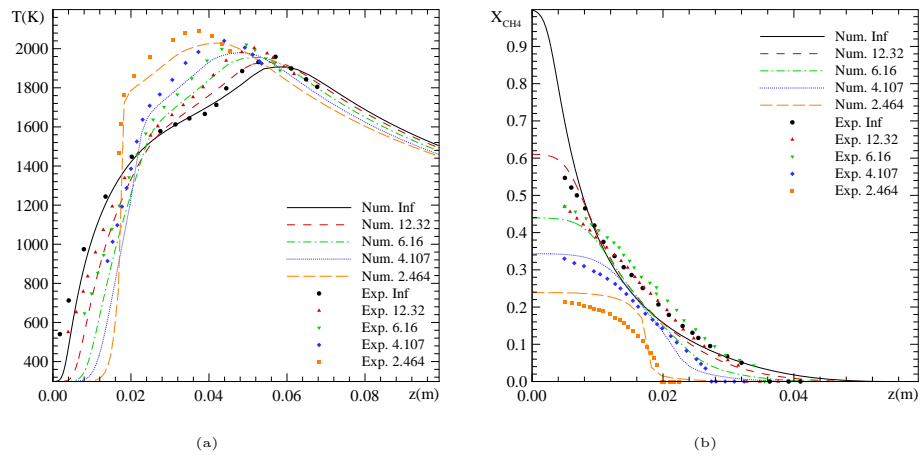 T(K)
2000
1800
1600
1400
1200
1000
800
600
400
0.00
0.02
0.04
0.06
0.08
z(m)
Num. Inf
Num. 12.32
Num. 6.16
Num. 4.107
Num. 2.464
Exp. Inf
Exp. 12.32
Exp. 6.16
Exp. 4.107
Exp. 2.464
(a)
X_CH4
0.9
0.8
0.7
0.6
0.5
0.4
0.3
0.2
0.1
0.0
0.00
0.02
0.04
z(m)
Num. Inf
Num. 12.32
Num. 6.16
Num. 4.107
Num. 2.464
Exp. Inf
Exp. 12.32
Exp. 6.16
Exp. 4.107
Exp. 2.464
(b)